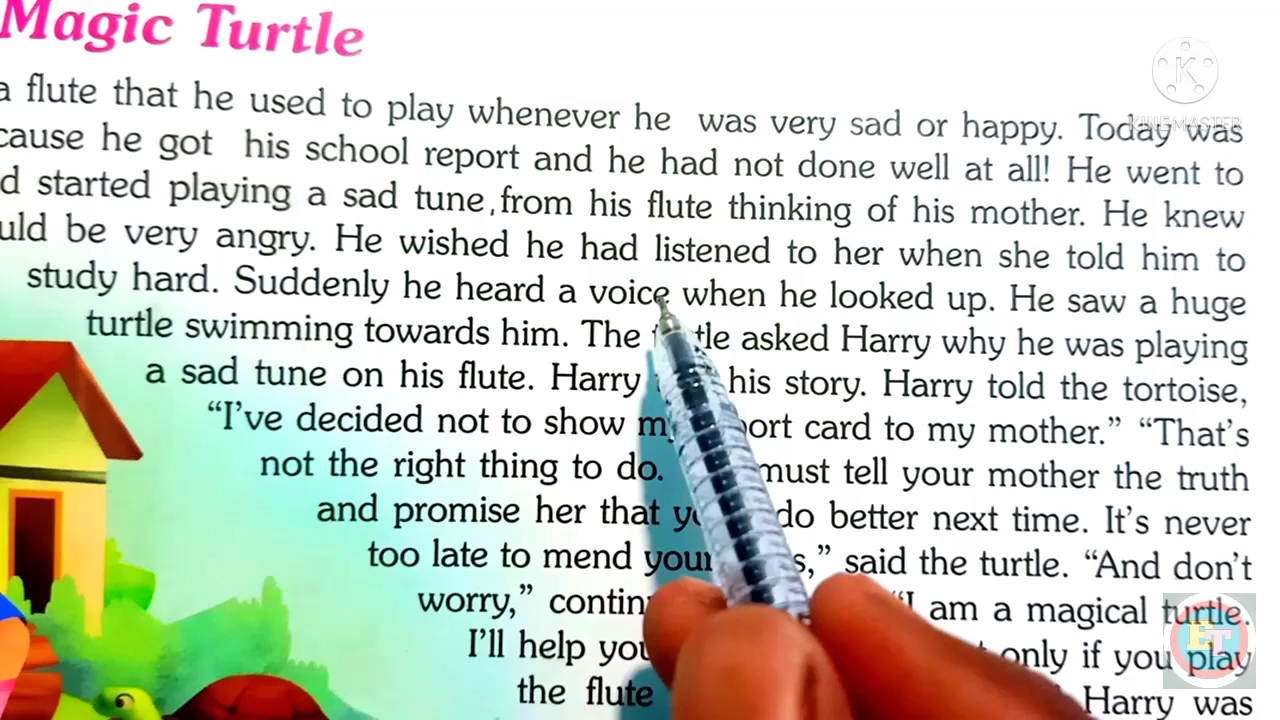 Magic Turtle
a flute that he used to play whenever he was very sad or happy. Today was
he got his school report and he had not done well at all! He went to
started playing a sad tune, from his flute thinking of his mother. He knew
be very angry. He wished he had listened to her when she told him to
study hard. Suddenly he heard a voice when he looked up. He saw a huge
turtle swimming towards him. The asked Harry why he was playing
a sad tune on his flute. Harry his story. Harry told the tortoise,
“I’ve decided not to show card to my mother.” “That’s
not the right thing to do. must tell your mother the truth
and promise her that do better next time. It’s never
too late to mend said the turtle. “And don’t
worry,” “I am a magical turtle.
I’ll help only if you play
the flute Harry was
KINEMASTER
ET